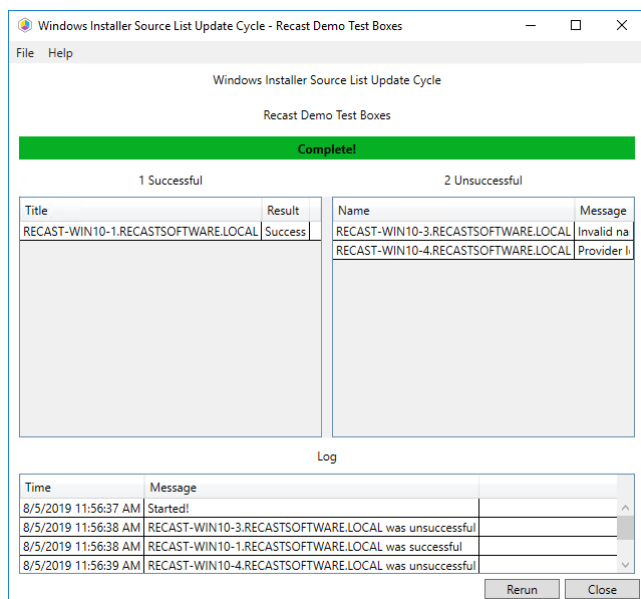 Windows Installer Source List Update Cycle - Recast Demo Test Boxes
File Help
Windows Installer Source List Update Cycle
Recast Demo Test Boxes
Complete!
1 Successful
2 Unsuccessful
Title Result
RECAST-WIN10-1.RECASTSOFTWARE.LOCAL Success
Name Message
RECAST-WIN10-3.RECASTSOFTWARE.LOCAL Invalid na
RECAST-WIN10-4.RECASTSOFTWARE.LOCAL Provider
Log
Time Message
8/5/2019 11:56:37 AM Started!
8/5/2019 11:56:38 AM RECAST-WIN10-3.RECASTSOFTWARE.LOCAL was unsuccessful
8/5/2019 11:56:38 AM RECAST-WIN10-1.RECASTSOFTWARE.LOCAL was successful
8/5/2019 11:56:39 AM RECAST-WIN10-4.RECASTSOFTWARE.LOCAL was unsuccessful
Rerun Close